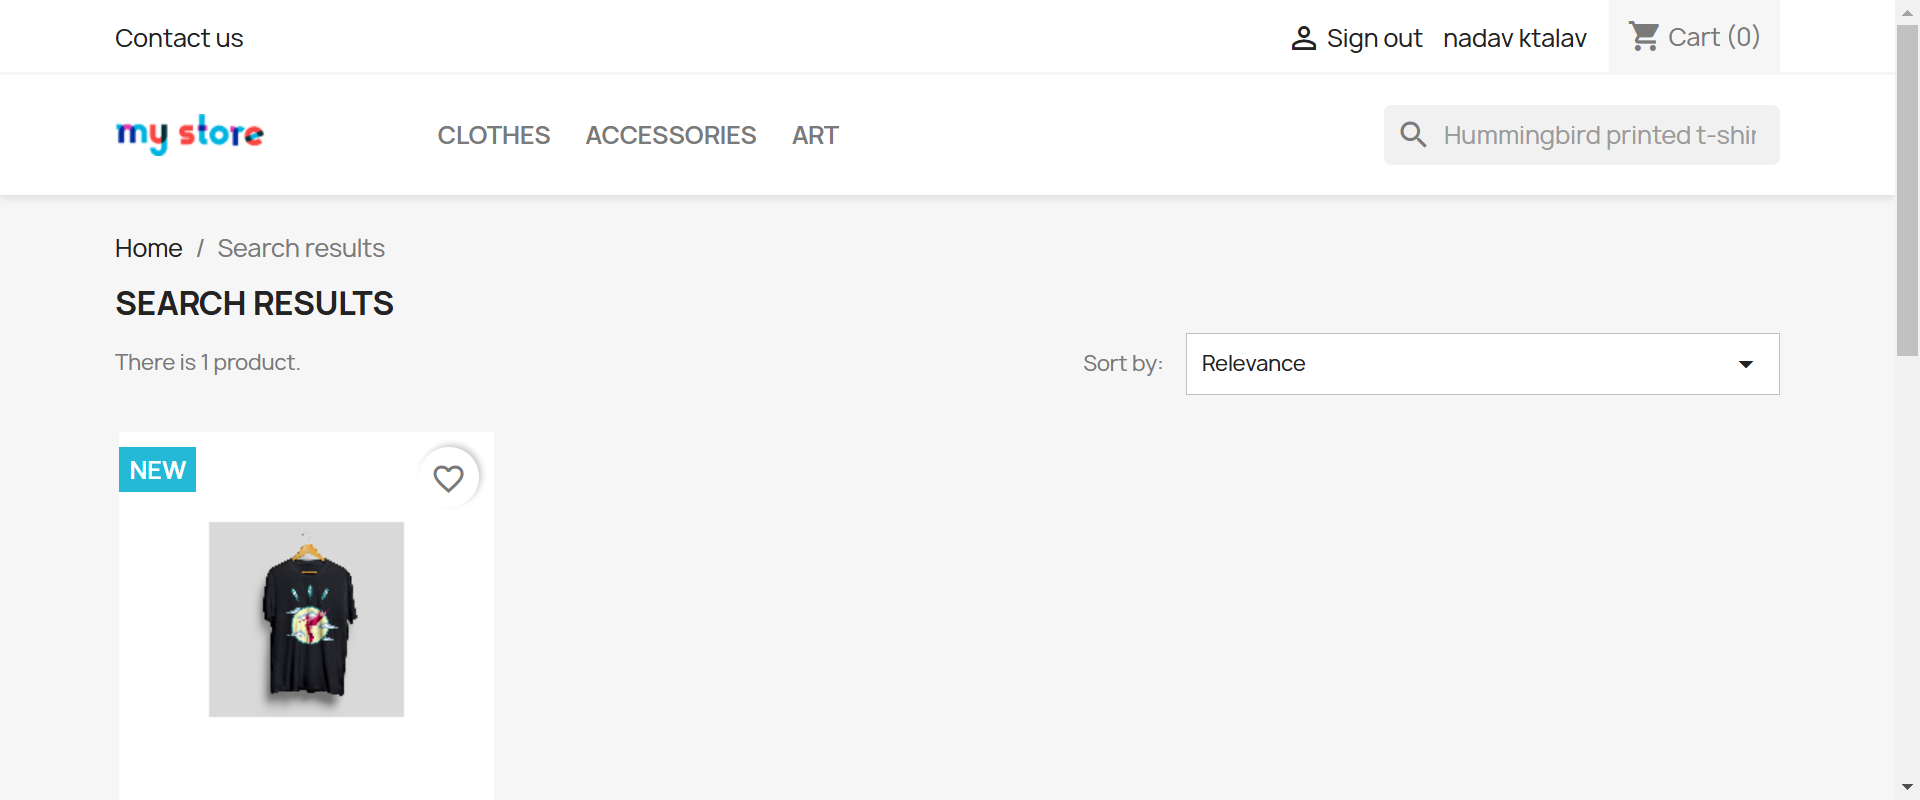 Contact us
Sign out nadav ktalav Cart (0)
my store
CLOTHES ACCESSORIES ART
Hummingbird printed t-shir
Home / Search results
SEARCH RESULTS
There is 1 product.
Sort by: Relevance
NEW